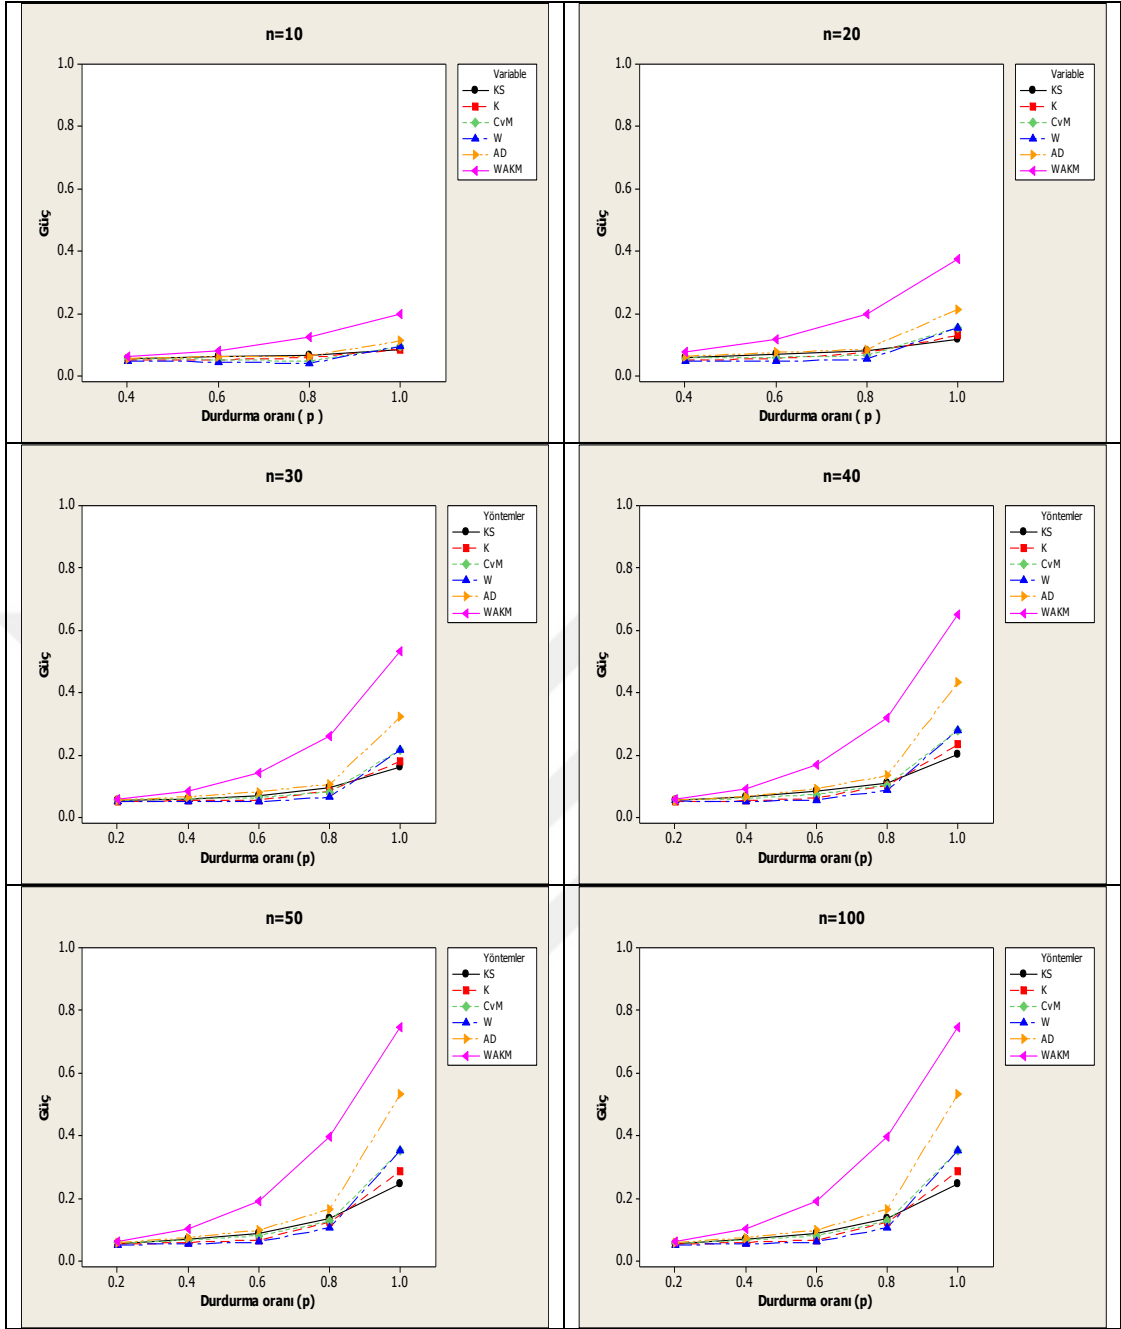 n=10
1.0
0.8
0.6
0.4
0.2
0.0
Güç
0.4 0.6 0.8 1.0
Durdurma oranı ( p )
Variable
KS
K
CvM
W
AD
WAKM
n=20
1.0
0.8
0.6
0.4
0.2
0.0
Güç
0.4 0.6 0.8 1.0
Durdurma oranı ( p )
Variable
KS
K
CvM
W
AD
WAKM
n=30
1.0
0.8
0.6
0.4
0.2
0.0
Güç
0.2 0.4 0.6 0.8 1.0
Durdurma oranı (p)
Yöntemler
KS
K
CvM
W
AD
WAKM
n=40
1.0
0.8
0.6
0.4
0.2
0.0
Güç
0.2 0.4 0.6 0.8 1.0
Durdurma oranı (p)
Yöntemler
KS
K
CvM
W
AD
WAKM
n=50
1.0
0.8
0.6
0.4
0.2
0.0
Güç
0.2 0.4 0.6 0.8 1.0
Durdurma oranı (p)
Yöntemler
KS
K
CvM
W
AD
WAKM
n=100
1.0
0.8
0.6
0.4
0.2
0.0
Güç
0.2 0.4 0.6 0.8 1.0
Durdurma oranı (p)
Yöntemler
KS
K
CvM
W
AD
WAKM